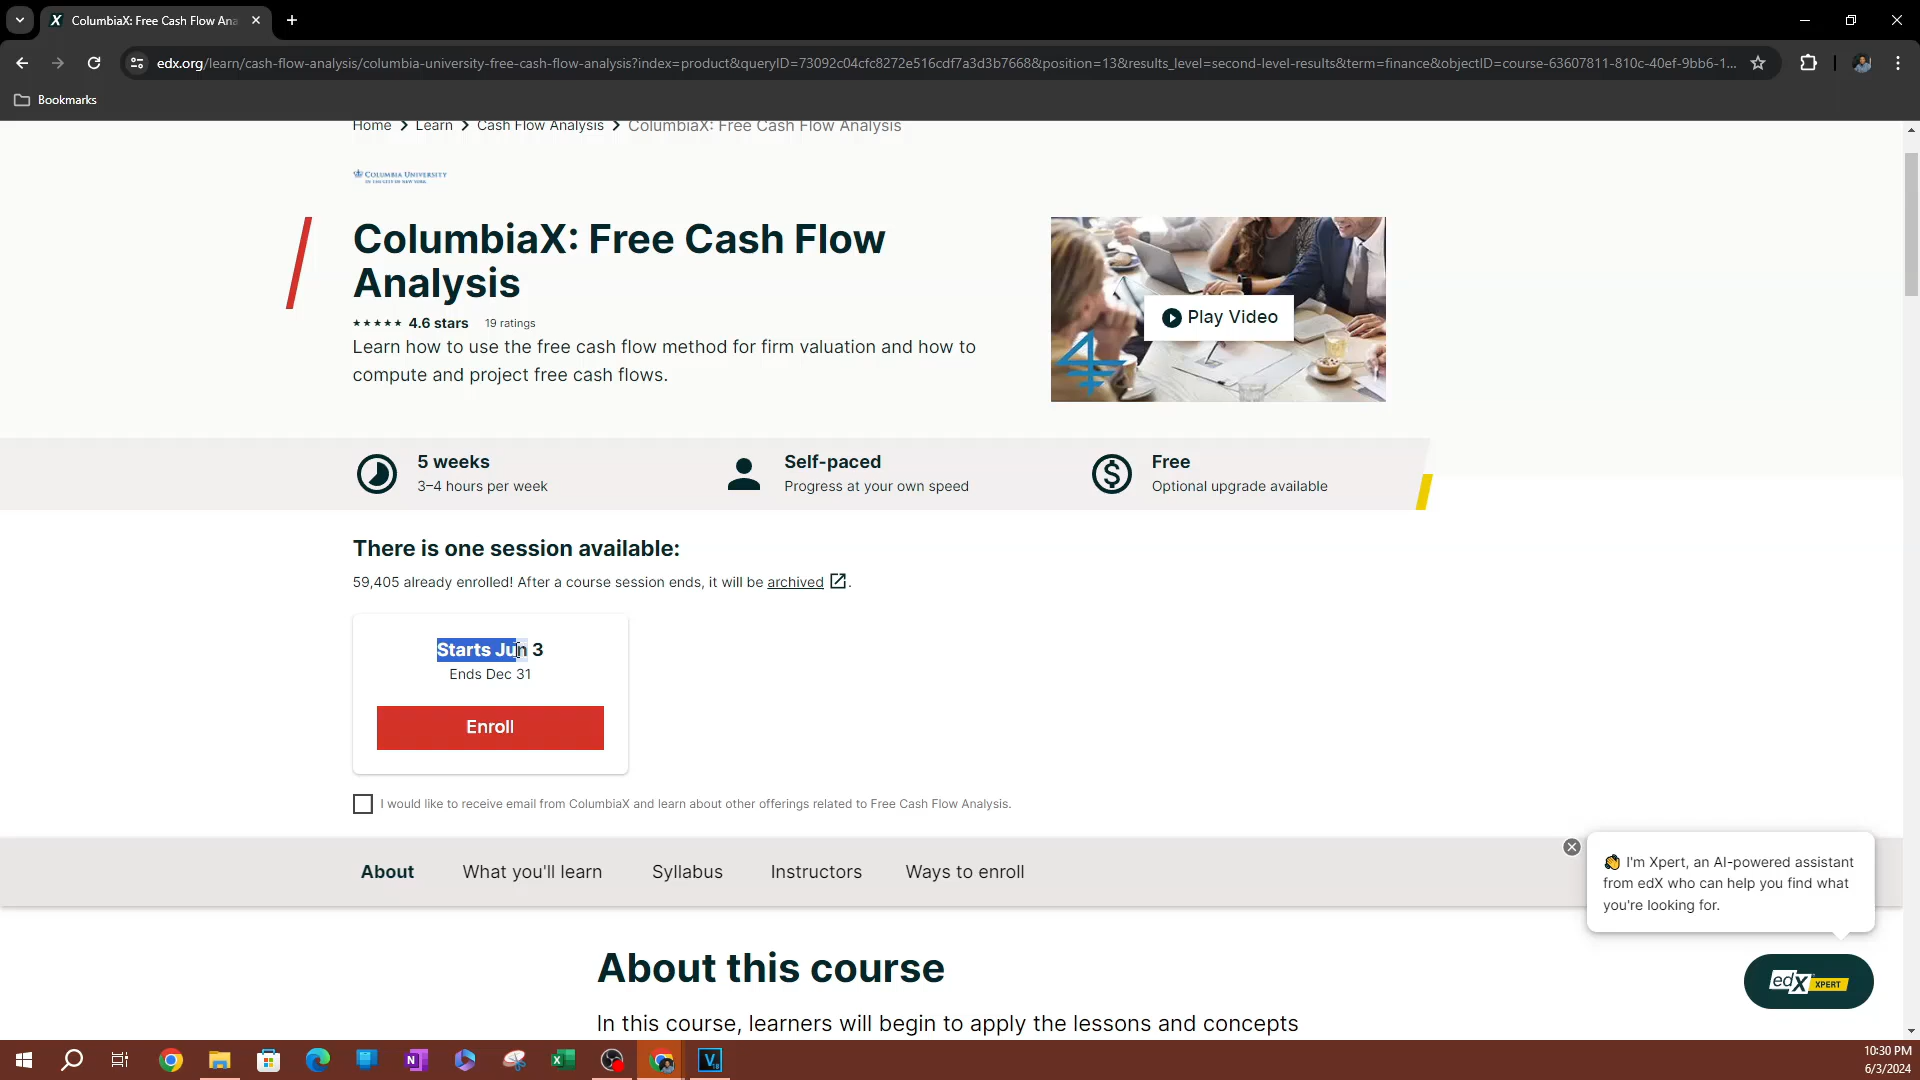 ColumbiaX: Free Cash Flow Ana
edx.org/learn/cash-flow-analysis/columbia-university-free-cash-flow-analysis?index=product&queryID=73092c04cfc8272e516cdf7a3d3b7668&position=13&results_level=second-level-results&term=finance&objectID=course-63607811-810c-40ef-9bb6-1...
Bookmarks
Home > Learn > Cash Flow Analysis > ColumbiaX: Free Cash Flow Analysis
COLUMBIA UNIVERSITY
IN THE CITY OF NEW YORK
ColumbiaX: Free Cash Flow
Analysis
★★★★★ 4.6 stars 19 ratings
Learn how to use the free cash flow method for firm valuation and how to
compute and project free cash flows.
Play Video
5 weeks
3–4 hours per week
Self-paced
Progress at your own speed
Free
Optional upgrade available
There is one session available:
59,405 already enrolled! After a course session ends, it will be archived.
Starts Jun 3
Ends Dec 31
Enroll
I would like to receive email from ColumbiaX and learn about other offerings related to Free Cash Flow Analysis.
About What you'll learn Syllabus Instructors Ways to enroll
👋 I'm Xpert, an AI-powered assistant
from edX who can help you find what
you're looking for.
edX XPERT
About this course
In this course, learners will begin to apply the lessons and concepts
10:30 PM
6/3/2024